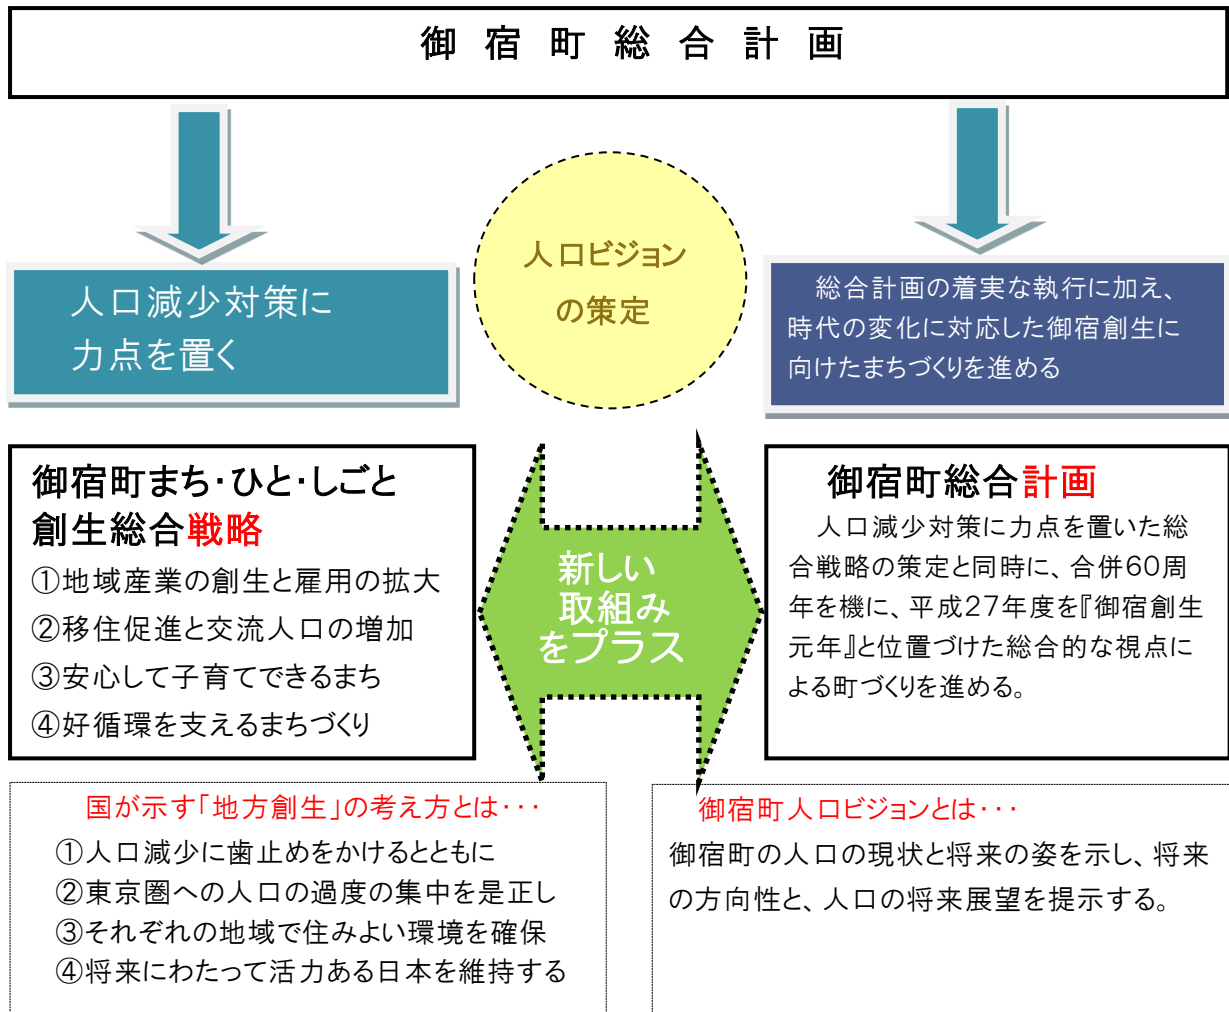 御宿町総合計画
人口減少対策に
力点を置く
人口ビジョン
の策定
総合計画の着実な執行に加え、
時代の変化に対応した御宿創生に
向けたまちづくりを進める
御宿町まち・ひと・しごと
創生総合戦略
①地域産業の創生と雇用の拡大
②移住促進と交流人口の増加
③安心して子育てできるまち
④好循環を支えるまちづくり
新しい
取組み
をプラス
御宿町総合計画
人口減少対策に力点を置いた総
合戦略の策定と同時に、合併60周
年を機に、平成27年度を『御宿創生
元年』と位置づけた総合的な視点に
よる町づくりを進める。
国が示す「地方創生」の考え方とは・・・
①人口減少に歯止めをかけるとともに
②東京圏への人口の過度の集中を是正し
③それぞれの地域で住みよい環境を確保
④将来にわたって活力ある日本を維持する
御宿町人口ビジョンとは・・・
御宿町の人口の現状と将来の姿を示し、将来
の方向性と、人口の将来展望を提示する。